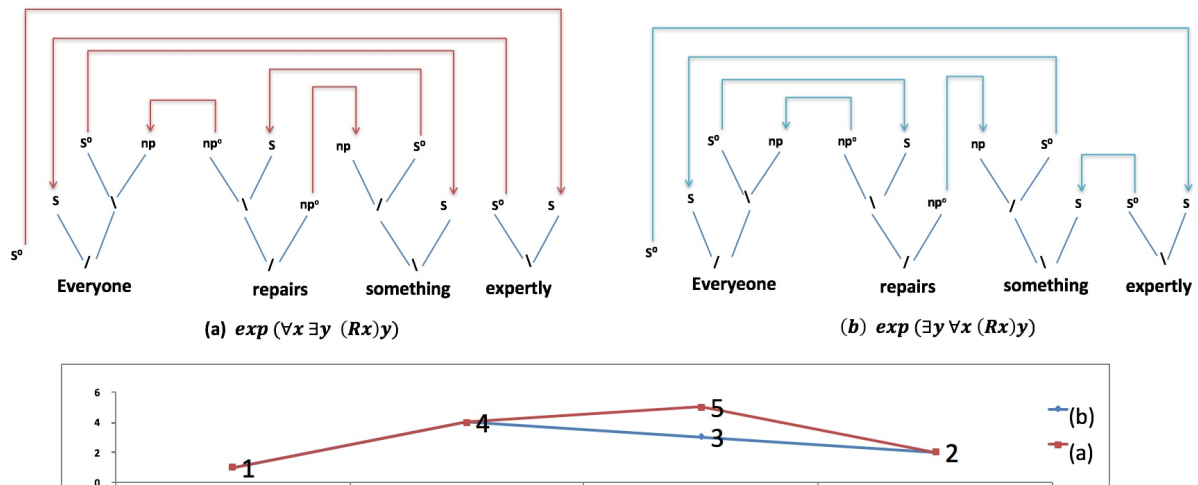 S° np np° S np S°
S \ \ np° / S S° S
S° / / \ \
Everyone repairs something expertly
(a) exp (∀x ∃y (Rx)y)
S° np np° S np S°
S \ \ np° / S S° S
S° / / \ \
Everyeone repairs something expertly
(b) exp (∃y ∀x (Rx)y)
6
4
2
0
1
4
5
3
2
(b)
(a)